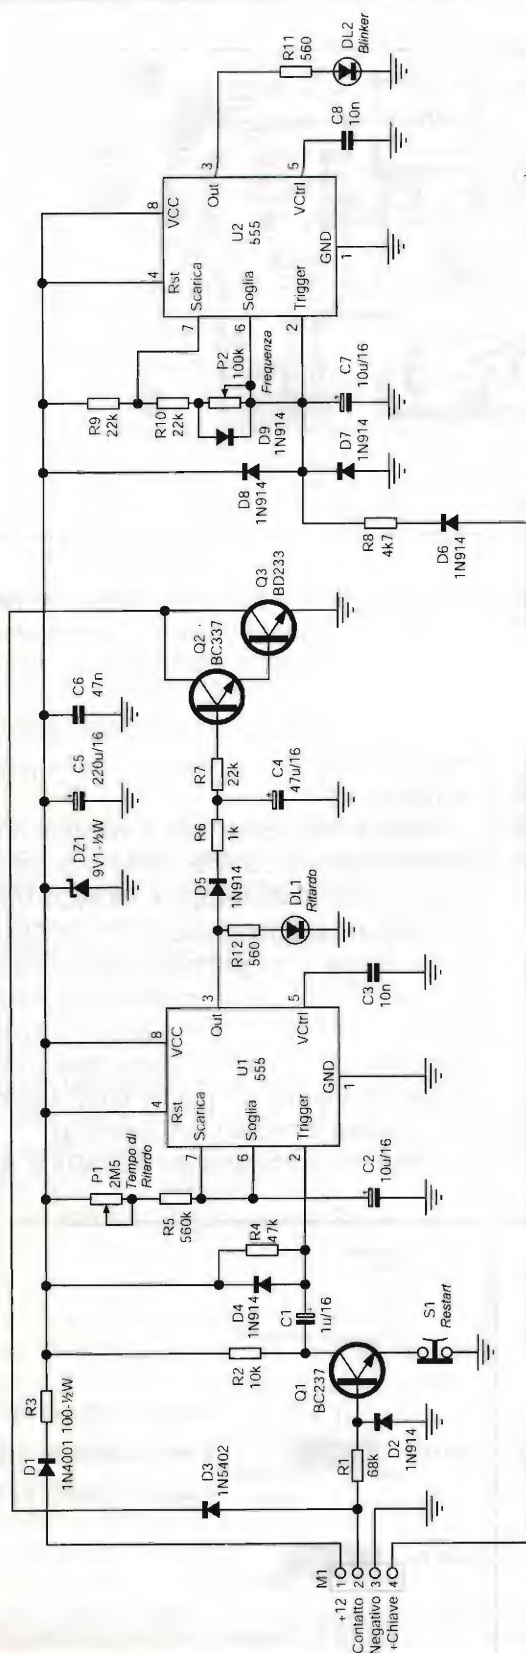 M1
+12
1
Contatto
2
Negativo
3
+Chiave
4
D1
1N4001
R3
100-½W
D3
1N5402
R1
68k
D2
1N914
R2
10k
Q1
BC237
S1
Restart
C1
1u/16
+
D4
1N914
R4
47k
P1
2M5
Tempo di
Ritardo
R5
560k
C2
10u/16
+
4
8
Rst
VCC
7
Scarica
6
Soglia
2
Trigger
U1
555
Out
3
VCtrl
5
GND
1
C3
10n
R12
560
DL1
Ritardo
D5
1N914
R6
1k
C4
47u/16
+
R7
22k
Q2
BC337
Q3
BD233
DZ1
9V1-½W
C5
220u/16
+
C6
47n
R8
4k7
D6
1N914
D7
1N914
D8
1N914
D9
1N914
R9
22k
R10
22k
P2
100k
Frequenza
C7
10u/16
+
4
8
Rst
VCC
7
Scarica
6
Soglia
2
Trigger
U2
555
Out
3
VCtrl
5
GND
1
C8
10n
R11
560
DL2
Blinker